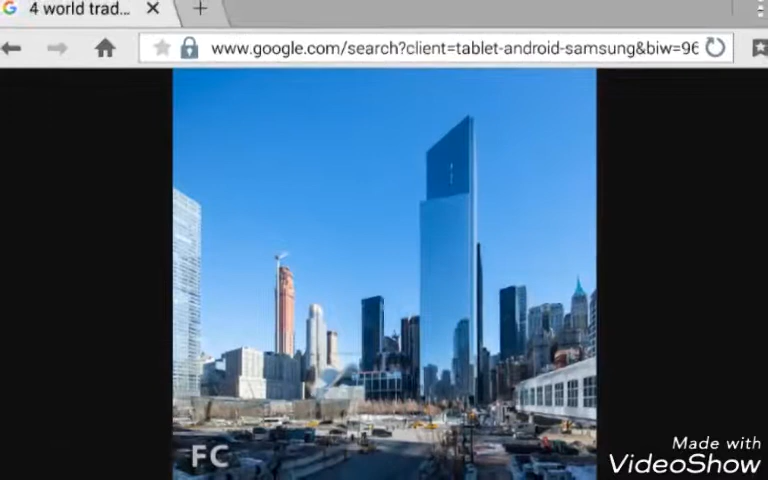 4 world trad...
www.google.com/search?client=tablet-android-samsung&biw=96
FC
Made with
VideoShow